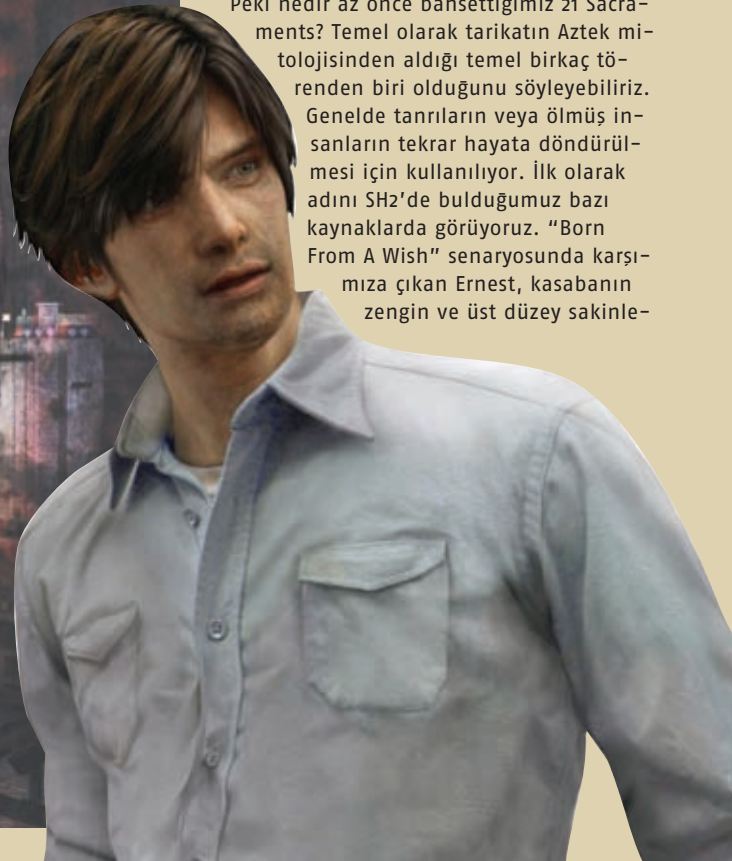 Peki nedir az önce bahsettiğimiz 21 Sacra-
ments? Temel olarak tarikatın Aztek mi-
tolojisinden aldığı temel birkaç tö-
renden biri olduğunu söyleyebiliriz.
Genelde tanrıların veya ölmüş in-
sanların tekrar hayata döndürül-
mesi için kullanılıyor. İlk olarak
adını SH2'de bulduğumuz bazı
kaynaklarda görüyoruz. “Born
From A Wish” senaryosunda karşı-
mıza çıkan Ernest, kasabanın
zengin ve üst düzey sakinle-